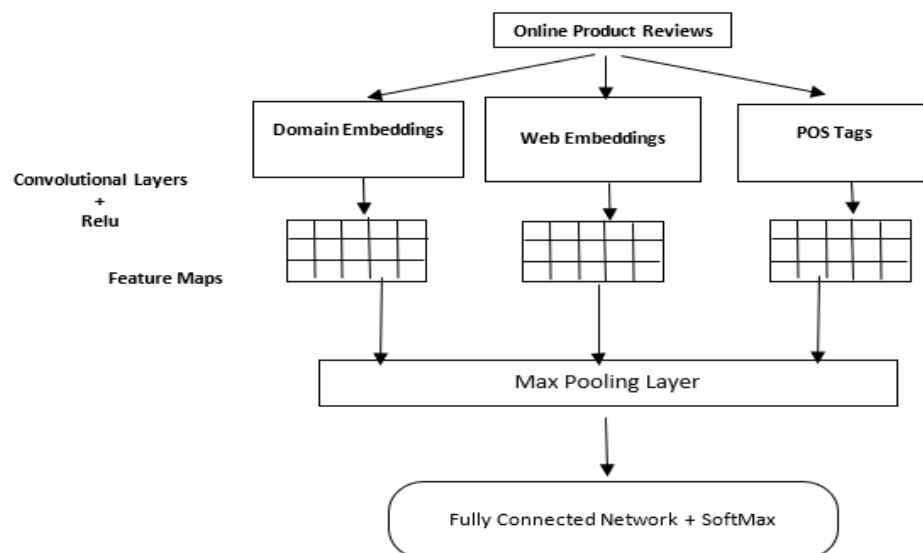 Online Product Reviews
Domain Embeddings
Web Embeddings
POS Tags
Convolutional Layers
+
Relu
Feature Maps
Max Pooling Layer
Fully Connected Network + SoftMax